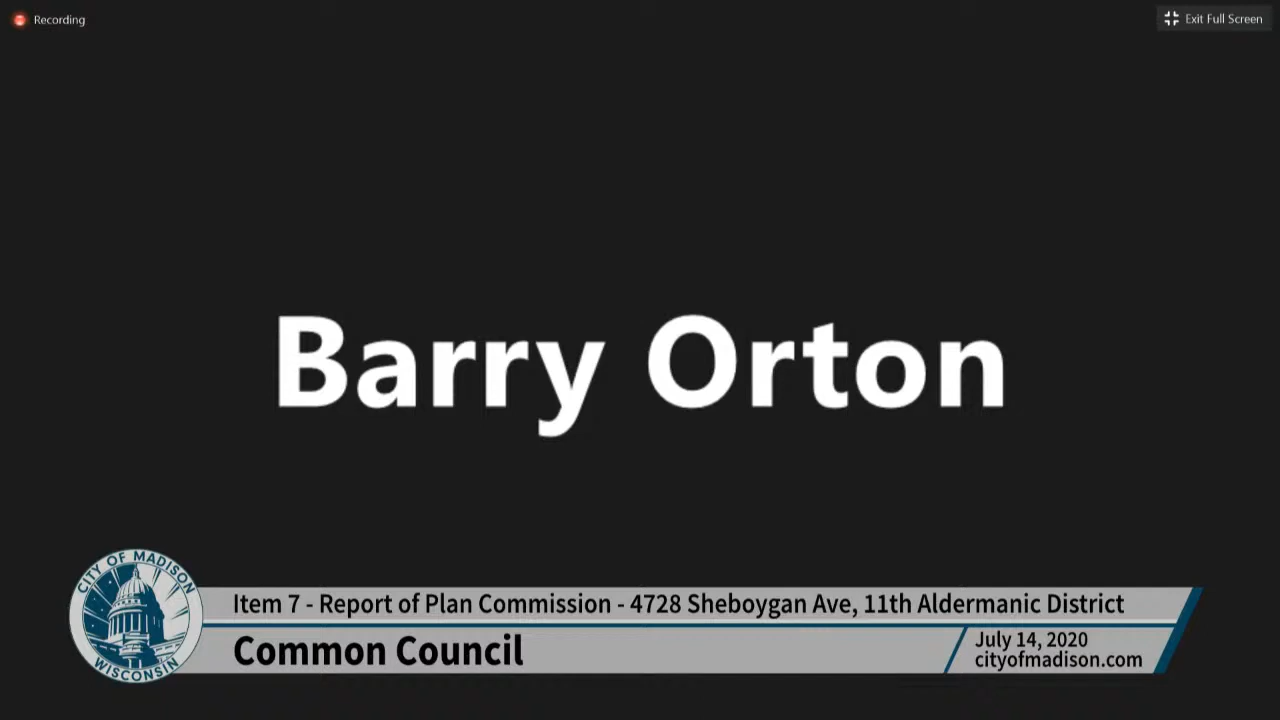 Recording
Exit Full Screen
Barry Orton
CITY OF MADISON
WISCONSIN
Item 7 - Report of Plan Commission - 4728 Sheboygan Ave, 11th Aldermanic District
Common Council
July 14, 2020
cityofmadison.com